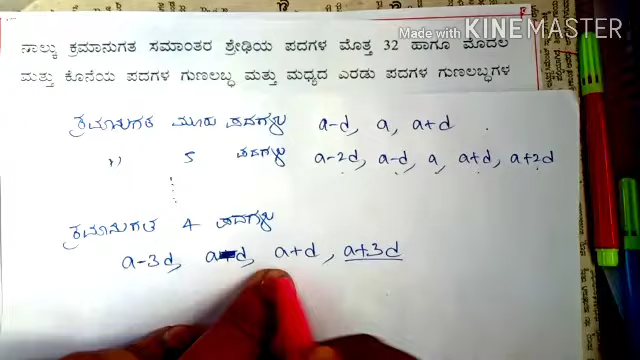 Made with KINEMASTER
ನಾಲ್ಕು ಕ್ರಮಾನುಗತ ಸಮಾಂತರ ಶ್ರೇಢಿಯ ಪದಗಳ ಮೊತ್ತ 32 ಹಾಗೂ ಮೊದಲ
ಮತ್ತು ಕೊನೆಯ ಪದಗಳ ಗುಣಲಬ್ಧ ಮತ್ತು ಮಧ್ಯದ ಎರಡು ಪದಗಳ ಗುಣಲಬ್ಧಗಳ
ಕ್ರಮಾನುಗತ ಮೂರು ಪದಗಳು a-d, a, a+d
" 5 ಪದಗಳು a-2d, a-d, a, a+d, a+2d
ಕ್ರಮಾನುಗತ 4 ಪದಗಳು
a-3d, a-d, a+d, a+3d